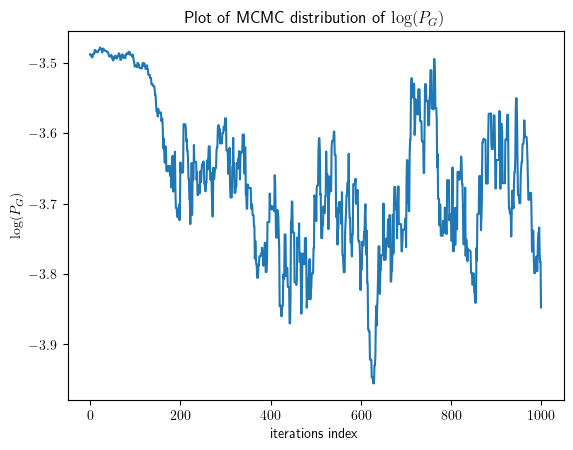 Plot of MCMC distribution of log(P_G)
log(P_G)
−3.5
−3.6
−3.7
−3.8
−3.9
0 200 400 600 800 1000
iterations index